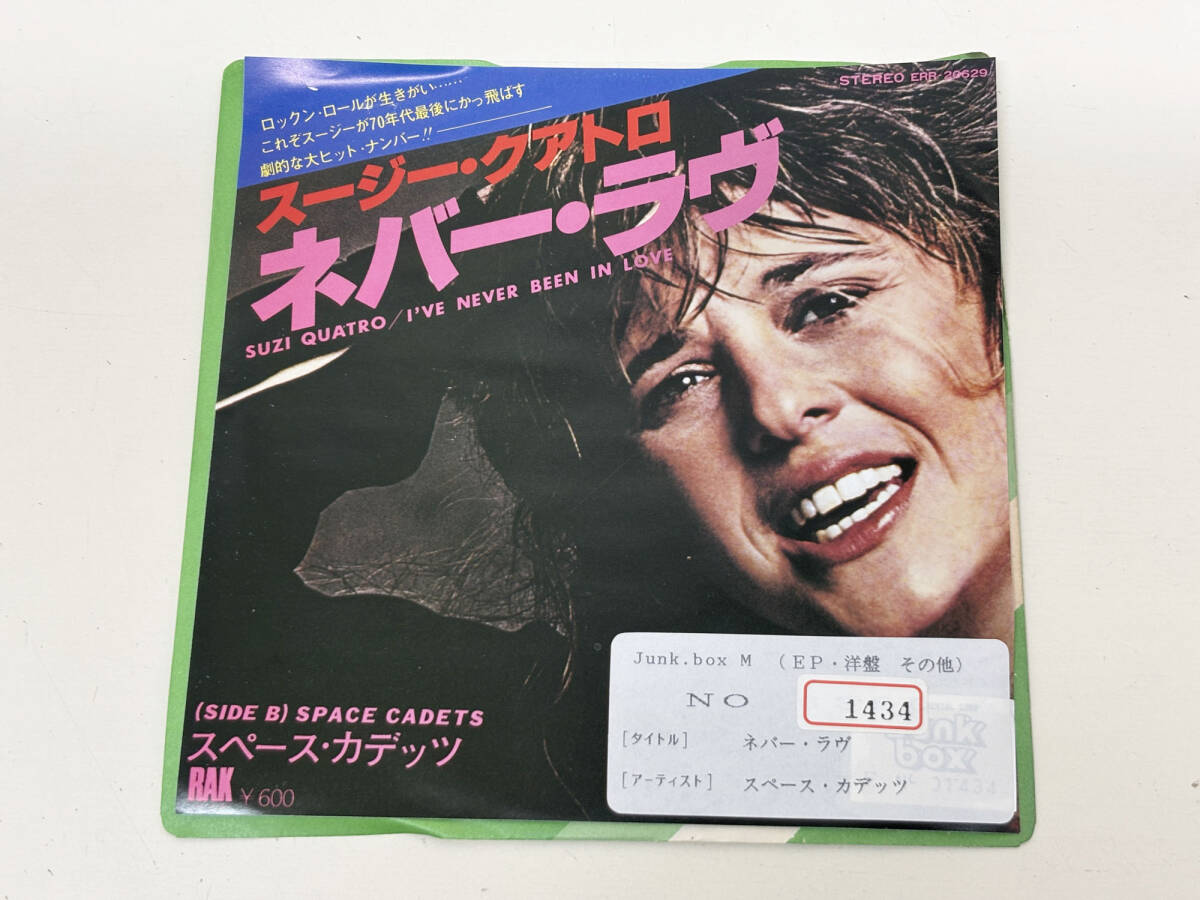 STEREO ERR-20629
ロックン・ロールが生きがい……
これぞスージーが70年代最後にかっ飛ばす
劇的な大ヒット・ナンバー!!
スージー・クアトロ
ネバー・ラヴ
SUZI QUATRO/I'VE NEVER BEEN IN LOVE
(SIDE B) SPACE CADETS
スペース・カデッツ
RAK ¥600
Junk.box M (EP・洋盤 その他)
NO 1434
[タイトル] ネバー・ラヴ
[アーティスト] スペース・カデッツ
Junk
box